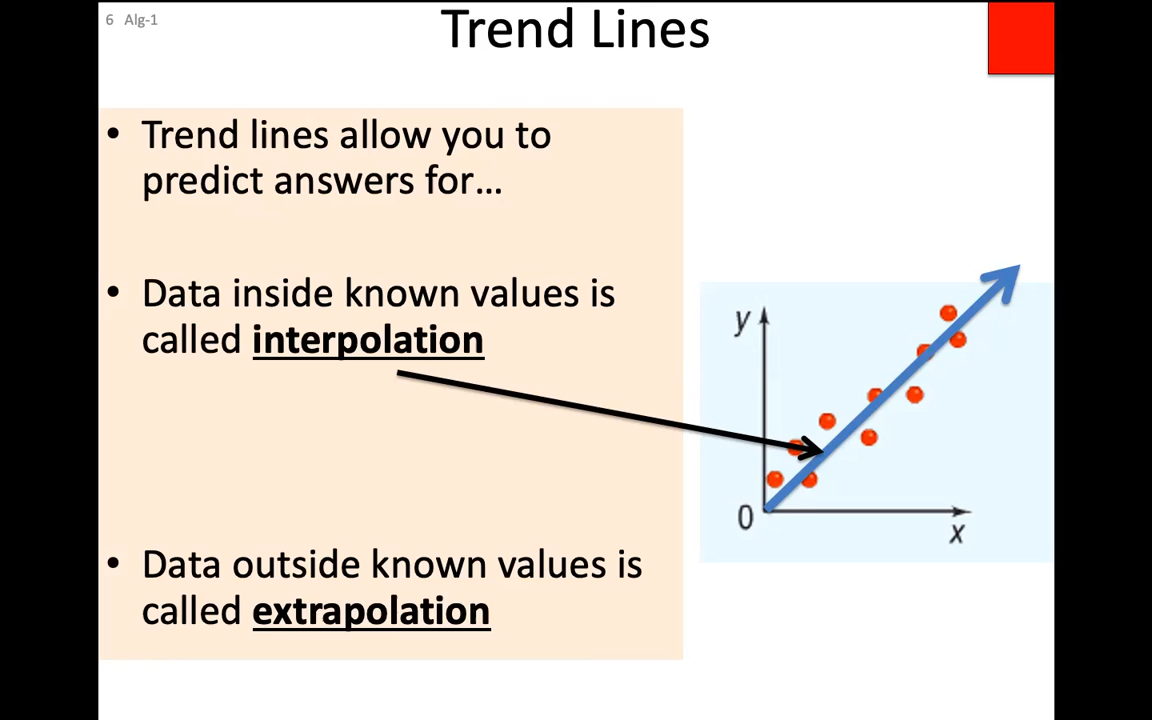 6 Alg-1
Trend Lines
• Trend lines allow you to
predict answers for…
• Data inside known values is
called interpolation
• Data outside known values is
called extrapolation
y
0
x